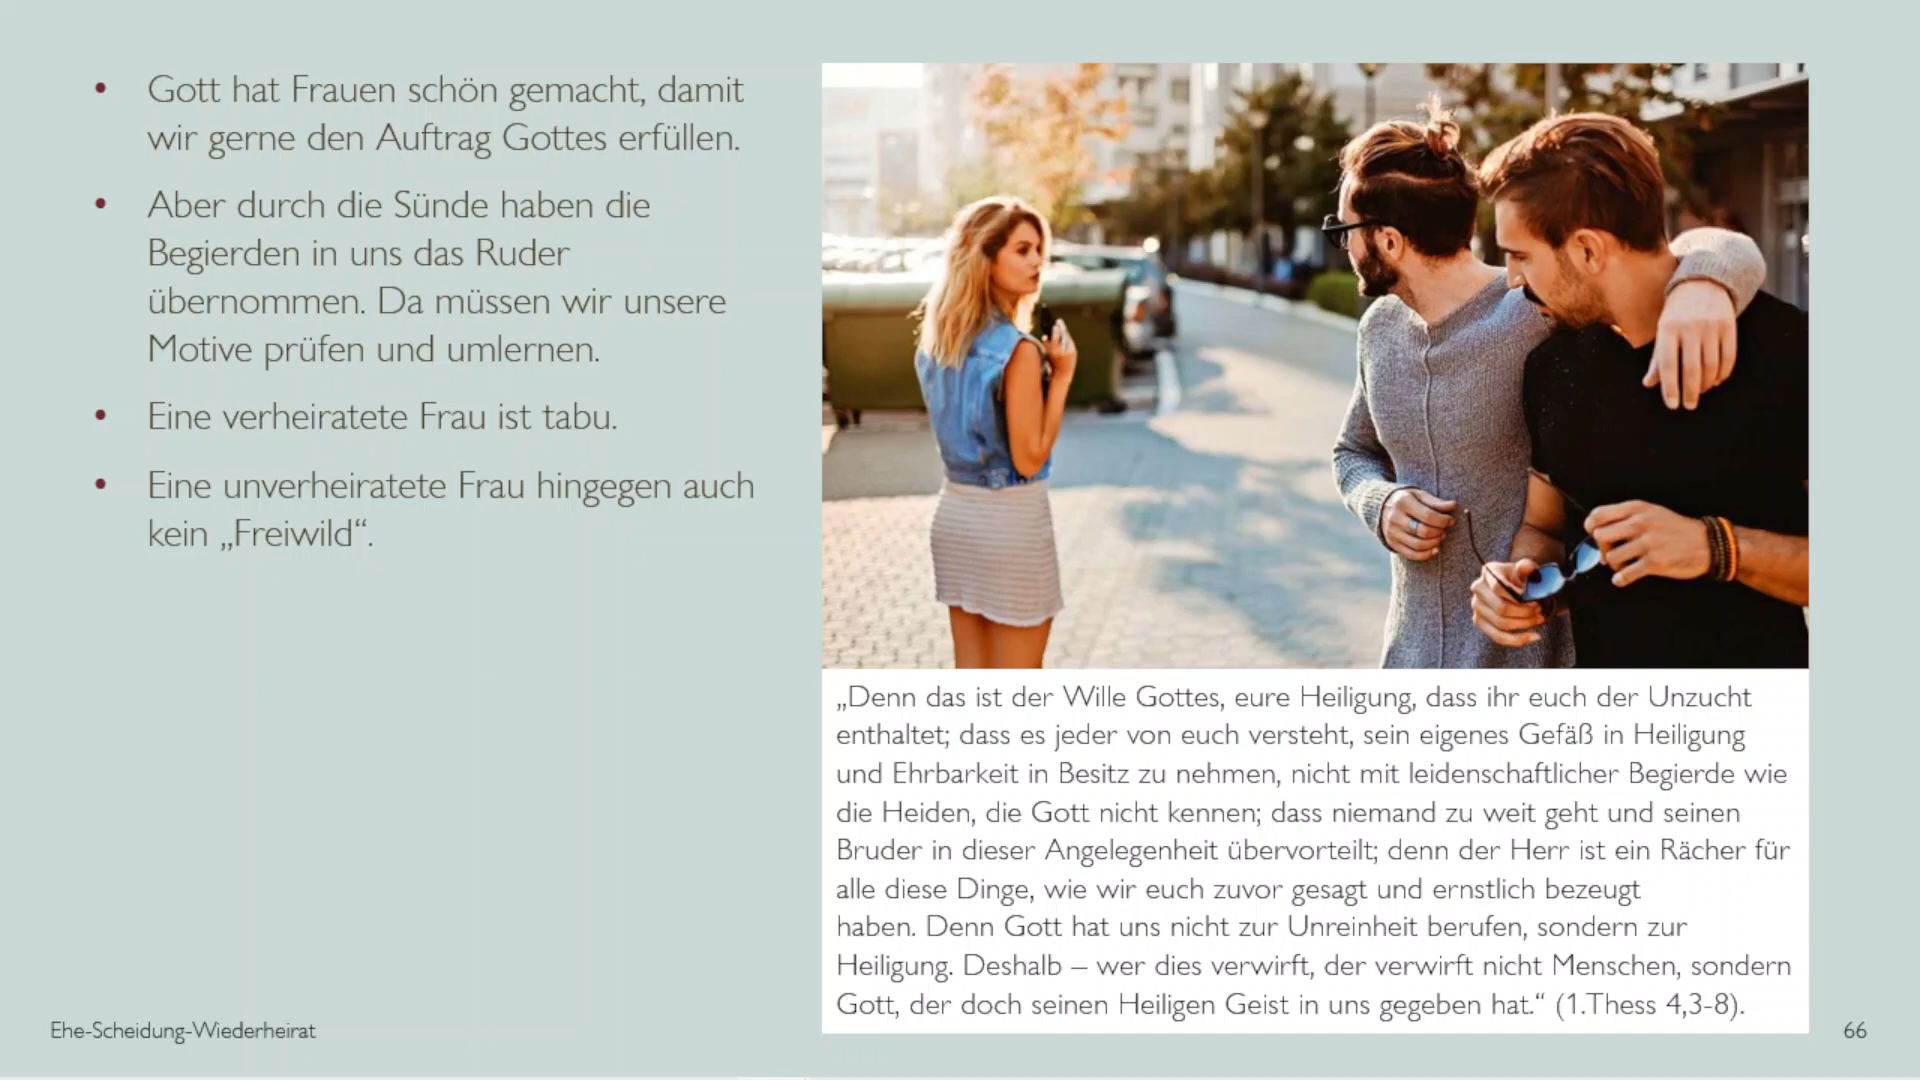 • Gott hat Frauen schön gemacht, damit
wir gerne den Auftrag Gottes erfüllen.
• Aber durch die Sünde haben die
Begierden in uns das Ruder
übernommen. Da müssen wir unsere
Motive prüfen und umlernen.
• Eine verheiratete Frau ist tabu.
• Eine unverheiratete Frau hingegen auch
kein „Freiwild“.
„Denn das ist der Wille Gottes, eure Heiligung, dass ihr euch der Unzucht
enthaltet; dass es jeder von euch versteht, sein eigenes Gefäß in Heiligung
und Ehrbarkeit in Besitz zu nehmen, nicht mit leidenschaftlicher Begierde wie
die Heiden, die Gott nicht kennen; dass niemand zu weit geht und seinen
Bruder in dieser Angelegenheit übervorteilt; denn der Herr ist ein Rächer für
alle diese Dinge, wie wir euch zuvor gesagt und ernstlich bezeugt
haben. Denn Gott hat uns nicht zur Unreinheit berufen, sondern zur
Heiligung. Deshalb – wer dies verwirft, der verwirft nicht Menschen, sondern
Gott, der doch seinen Heiligen Geist in uns gegeben hat.“ (1.Thess 4,3-8).
Ehe-Scheidung-Wiederheirat
66